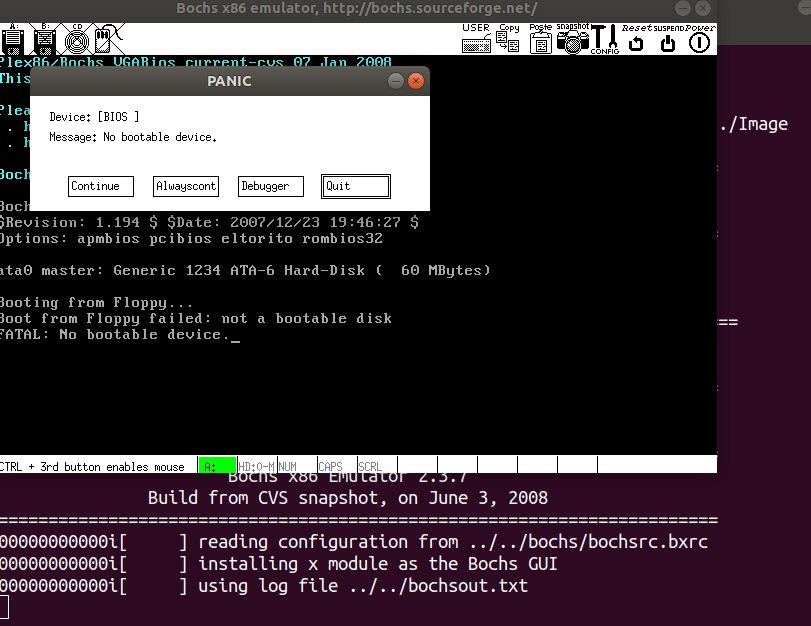 Bochs x86 emulator, http://bochs.sourceforge.net/
A: B: CD USER Copy Paste snapshot CONFIG Reset SUSPEND Power
Plex86/Bochs VGABios current-cvs 07 Jan 2008
This
PANIC
Plea
Device: [BIOS ]
. h
Message: No bootable device.
. h
./Image
Boch
Continue Alwayscont Debugger Quit
Boch
$Revision: 1.194 $ $Date: 2007/12/23 19:46:27 $
Options: apmbios pcibios eltorito rombios32
ata0 master: Generic 1234 ATA-6 Hard-Disk (  60 MBytes)
Booting from Floppy...
Boot from Floppy failed: not a bootable disk
==
FATAL: No bootable device._
CTRL + 3rd button enables mouse A: HD:0-M NUM CAPS SCRL
Bochs x86 Emulator 2.3.7
Build from CVS snapshot, on June 3, 2008
========================================================================
00000000000i[     ] reading configuration from ../../bochs/bochsrc.bxrc
00000000000i[     ] installing x module as the Bochs GUI
00000000000i[     ] using log file ../../bochsout.txt